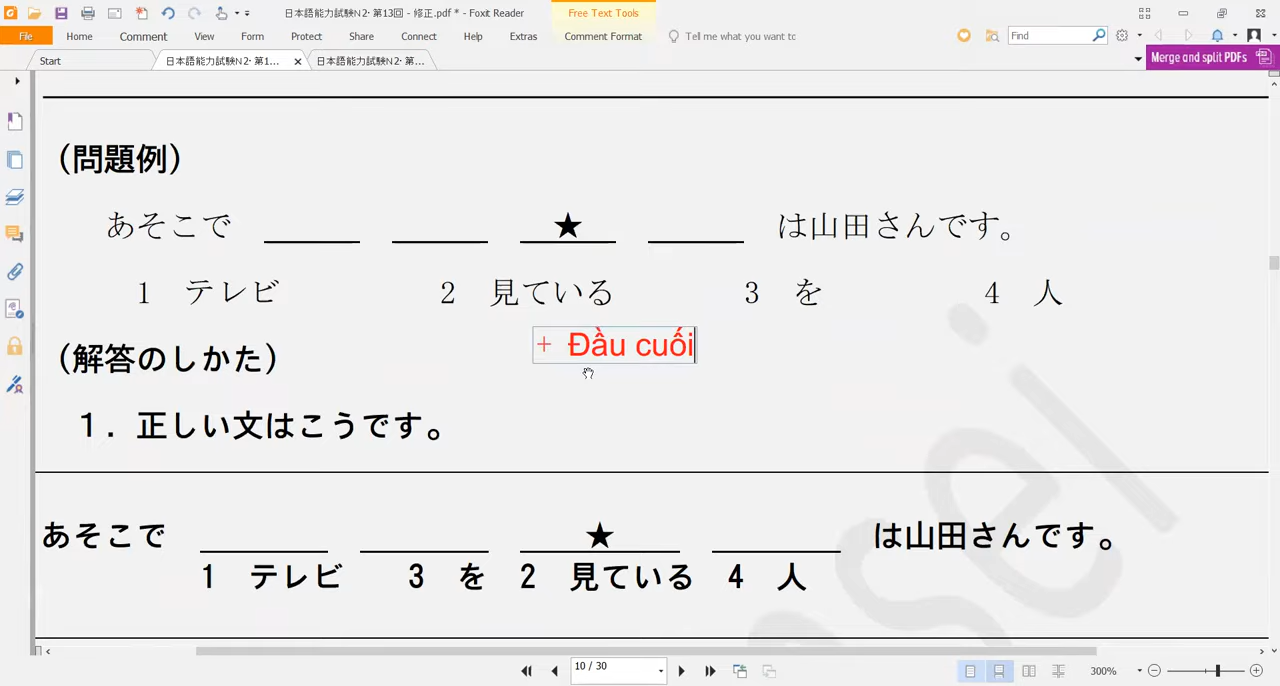 日本語能力試験N2・第13回 - 修正.pdf * - Foxit Reader
Free Text Tools
File Home Comment View Form Protect Share Connect Help Extras Comment Format Tell me what you want to Find
Start 日本語能力試験N2・第1... 日本語能力試験N2・第... Merge and split PDFs
（問題例）
あそこで ★ は山田さんです。
1 テレビ 2 見ている 3 を 4 人
+ Đầu cuối
（解答のしかた）
１．正しい文はこうです。
あそこで ★ は山田さんです。
1 テレビ 3 を 2 見ている 4 人
sei
10 / 30 300%